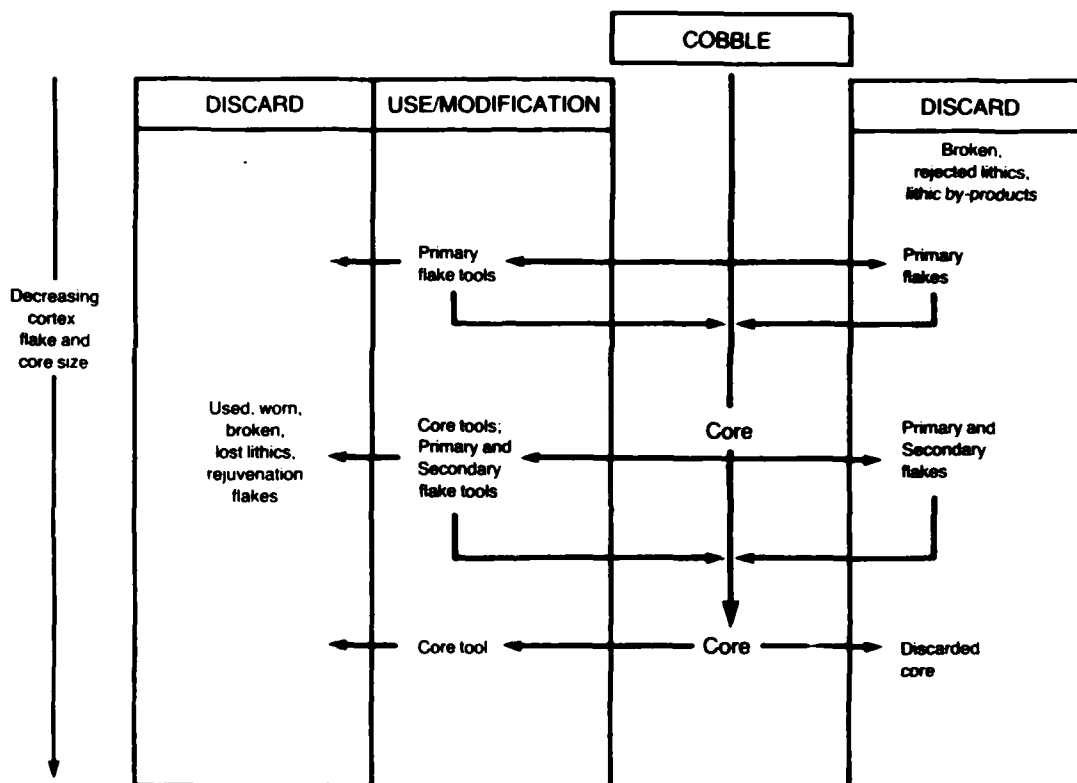 COBBLE
DISCARD
USE/MODIFICATION
DISCARD
Broken,
rejected lithics,
lithic by-products
Primary
flake tools
Primary
flakes
Decreasing
cortex
flake and
core size
Used, worn,
broken,
lost lithics,
rejuvenation
flakes
Core tools;
Primary and
Secondary
flake tools
Core
Primary and
Secondary
flakes
Core tool
Core
Discarded
core